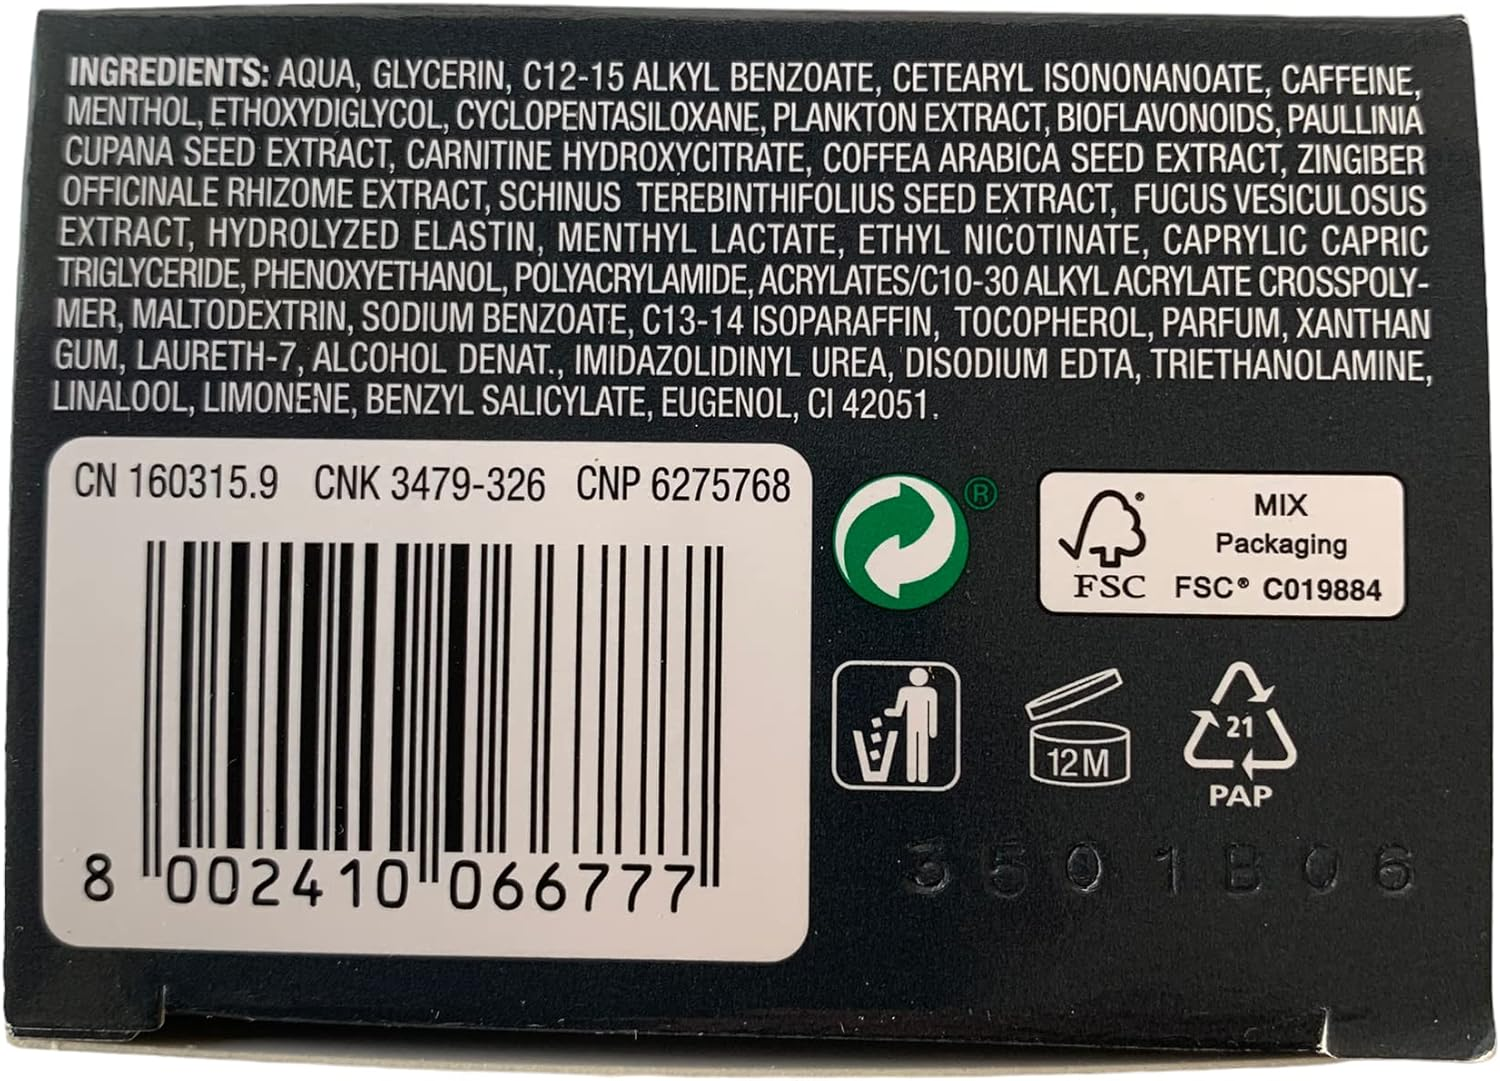 INGREDIENTS: AQUA, GLYCERIN, C12-15 ALKYL BENZOATE, CETEARYL ISONONANOATE, CAFFEINE,
MENTHOL, ETHOXYDIGLYCOL, CYCLOPENTASILOXANE, PLANKTON EXTRACT, BIOFLAVONOIDS, PAULLINIA
CUPANA SEED EXTRACT, CARNITINE HYDROXYCITRATE, COFFEA ARABICA SEED EXTRACT, ZINGIBER
OFFICINALE RHIZOME EXTRACT, SCHINUS TEREBINTHIFOLIUS SEED EXTRACT, FUCUS VESICULOSUS
EXTRACT, HYDROLYZED ELASTIN, MENTHYL LACTATE, ETHYL NICOTINATE, CAPRYLIC CAPRIC
TRIGLYCERIDE, PHENOXYETHANOL, POLYACRYLAMIDE, ACRYLATES/C10-30 ALKYL ACRYLATE CROSSPOLY-
MER, MALTODEXTRIN, SODIUM BENZOATE, C13-14 ISOPARAFFIN, TOCOPHEROL, PARFUM, XANTHAN
GUM, LAURETH-7, ALCOHOL DENAT., IMIDAZOLIDINYL UREA, DISODIUM EDTA, TRIETHANOLAMINE,
LINALOOL, LIMONENE, BENZYL SALICYLATE, EUGENOL, CI 42051.
CN 160315.9 CNK 3479-326 CNP 6275768
8 002410 066777
®
FSC
MIX
Packaging
FSC® C019884
12M
21
PAP
3501B06